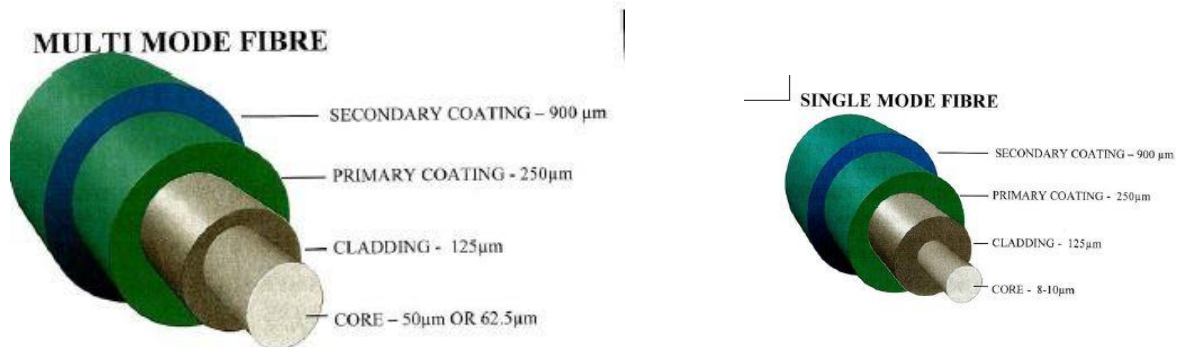 MULTI MODE FIBRE
SECONDARY COATING – 900 µm
PRIMARY COATING - 250µm
CLADDING - 125µm
CORE – 50µm OR 62.5µm
SINGLE MODE FIBRE
SECONDARY COATING – 900 µm
PRIMARY COATING - 250µm
CLADDING - 125µm
CORE - 8-10µm